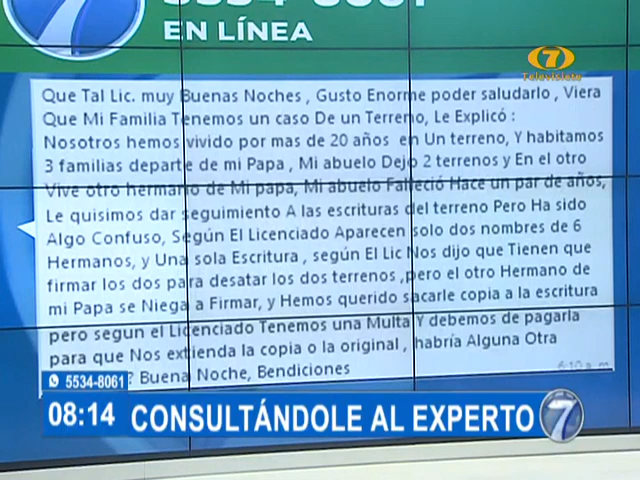 EN LÍNEA
7
Televisiete
Que Tal Lic. muy Buenas Noches , Gusto Enorme poder saludarlo , Viera
Que Mi Familia Tenemos un caso De un Terreno, Le Explicó :
Nosotros hemos vivido por mas de 20 años en Un terreno, Y habitamos
3 familias departe de mi Papa , Mi abuelo Dejo 2 terrenos y En el otro
Vive otro hermano de Mi papa, Mi abuelo Falleció Hace un par de años,
Le quisimos dar seguimiento A las escrituras del terreno Pero Ha sido
Algo Confuso, Según El Licenciado Aparecen solo dos nombres de 6
Hermanos, y Una sola Escritura , según El Lic Nos dijo que Tienen que
firmar los dos para desatar los dos terrenos ,pero el otro Hermano de
mi Papa se Niega a Firmar, y Hemos querido sacarle copia a la escritura
pero segun el Licenciado Tenemos una Multa Y debemos de pagarla
para que Nos extienda la copia o la original , habría Alguna Otra
? Buena Noche, Bendiciones
5534-8061
08:14 CONSULTÁNDOLE AL EXPERTO 7